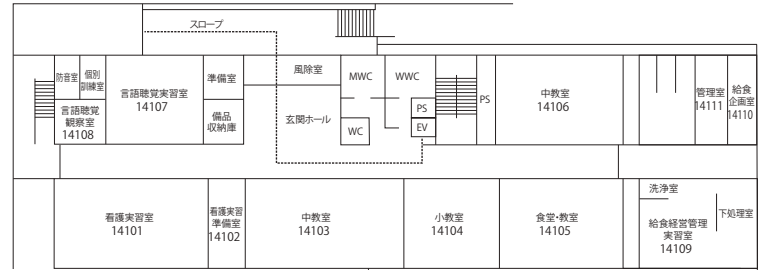 スロープ
防音室
個別
訓練室
言語聴覚実習室
14107
準備室
風除室
MWC
WWC
PS
中教室
14106
管理室
14111
給食
企画室
14110
言語聴覚
観察室
14108
備品
収納庫
玄関ホール
WC
PS
EV
看護実習室
14101
看護実習
準備室
14102
中教室
14103
小教室
14104
食堂・教室
14105
洗浄室
下処理室
給食経営管理
実習室
14109